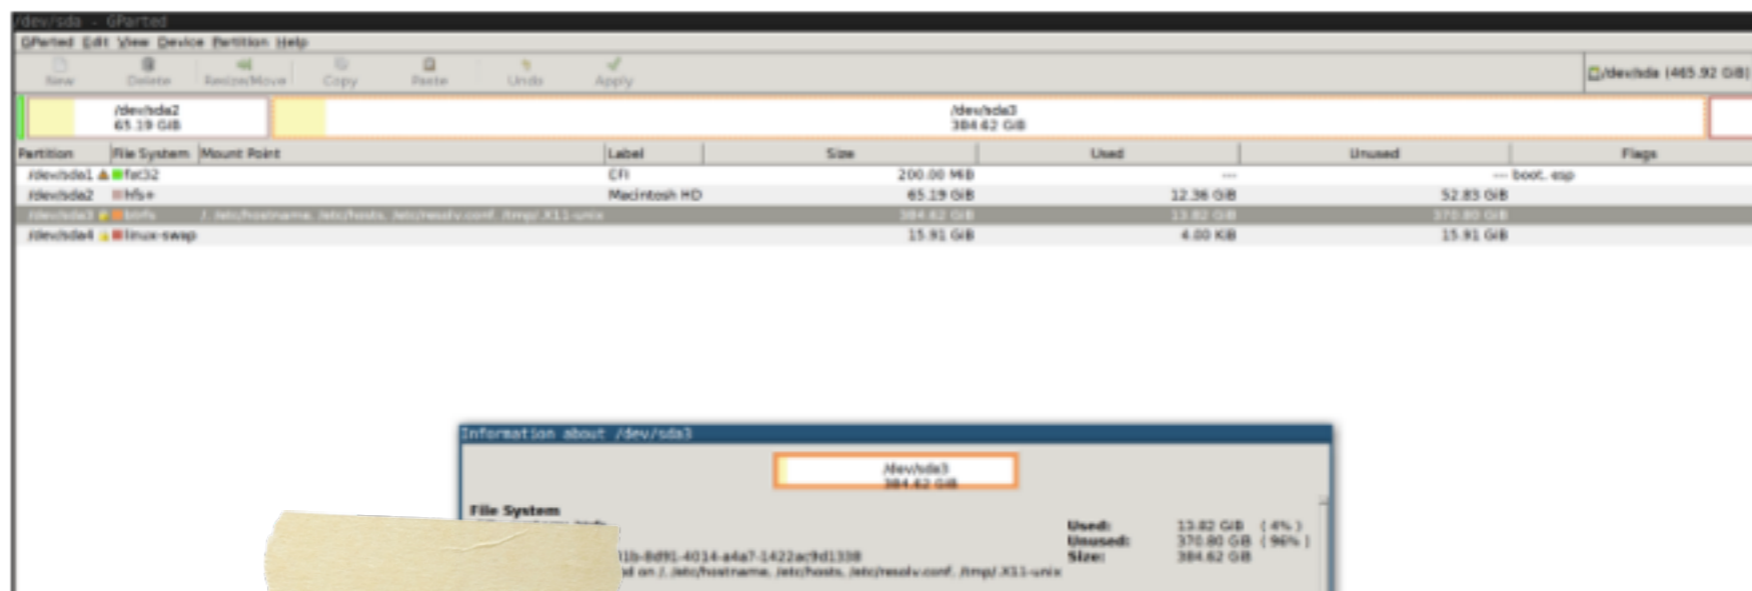 /dev/sda - GParted
GParted Edit View Device Partition Help
New Delete Resize/Move Copy Paste Undo Apply
/dev/sda (465.92 GiB)
/dev/sda2
65.19 GiB
/dev/sda3
384.62 GiB
Partition File System Mount Point Label Size Used Unused Flags
/dev/sda1 fat32 EFI 200.00 MiB --- --- boot, esp
/dev/sda2 hfs+ Macintosh HD 65.19 GiB 12.36 GiB 52.83 GiB
/dev/sda3 btrfs /, /etc/hostname, /etc/hosts, /etc/resolv.conf, /tmp/.X11-unix 384.62 GiB 13.82 GiB 370.80 GiB
/dev/sda4 linux-swap 15.91 GiB 4.00 KiB 15.91 GiB
Information about /dev/sda3
/dev/sda3
384.62 GiB
File System
Used: 13.82 GiB ( 4% )
Unused: 370.80 GiB ( 96% )
Size: 384.62 GiB
1b-8d91-4014-a4a7-1422ac9d1338
on /, /etc/hostname, /etc/hosts, /etc/resolv.conf, /tmp/.X11-unix